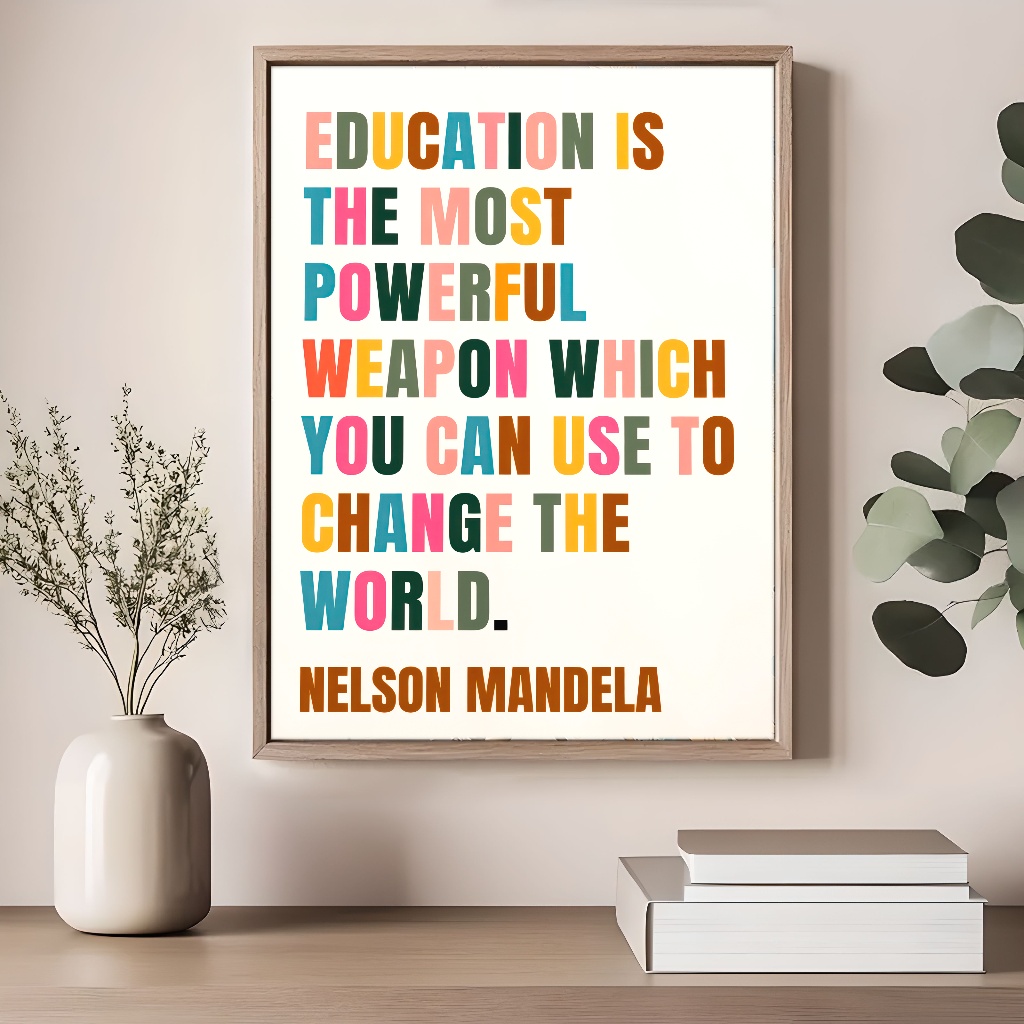 EDUCATION IS
THE MOST
POWERFUL
WEAPON WHICH
YOU CAN USE TO
CHANGE THE
WORLD.
NELSON MANDELA